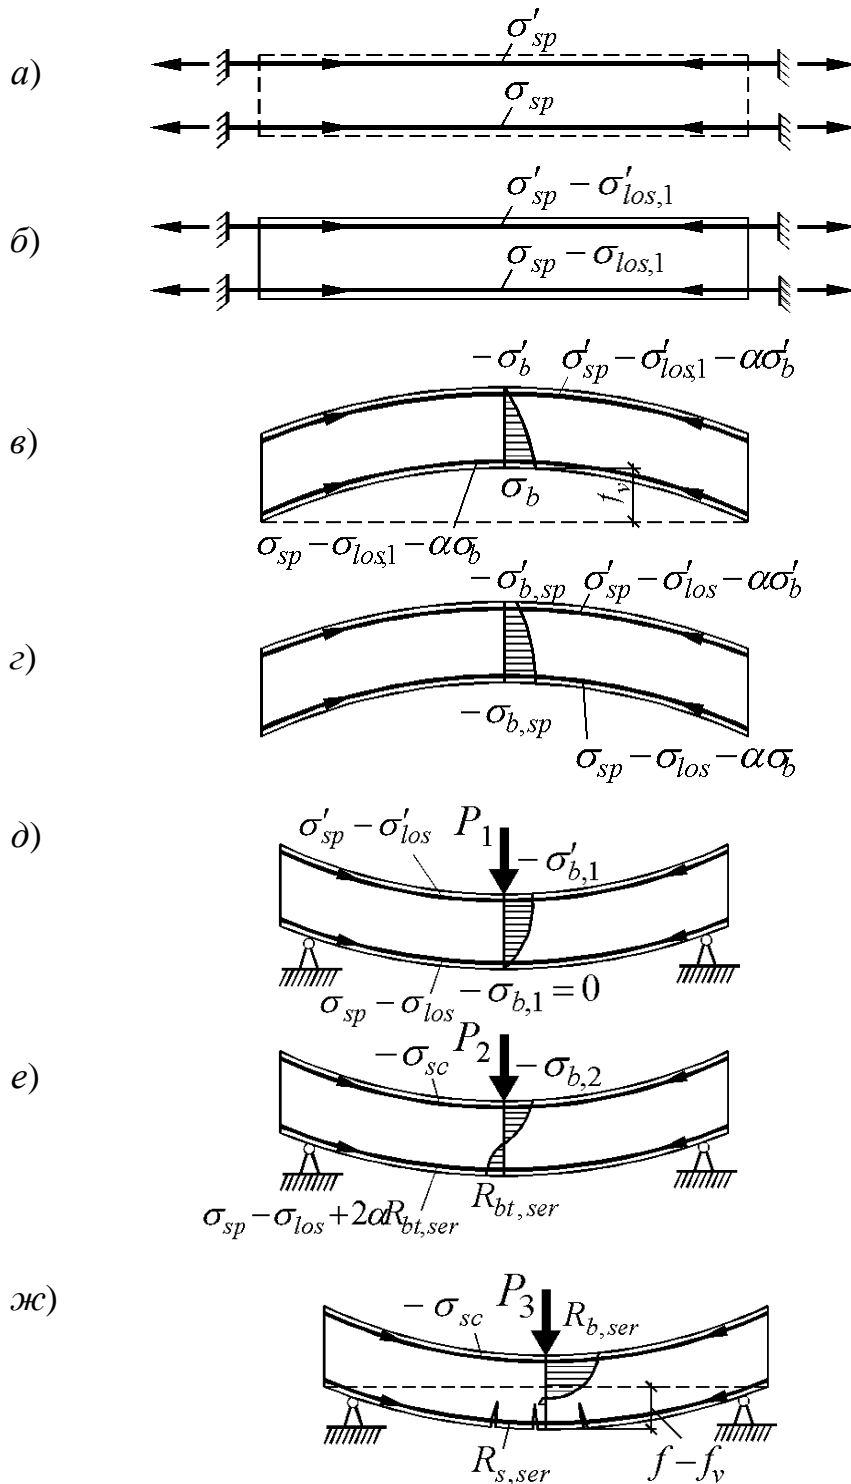 а)
σ′sp
σsp
б)
σ′sp − σ′los,1
σsp − σlos,1
в)
−σ′b
σ′sp − σ′los,1 − ασ′b
σb
fv
σsp − σlos,1 − ασb
г)
−σ′b,sp
σ′sp − σ′los − ασ′b
−σb,sp
σsp − σlos − ασb
д)
σ′sp − σ′los
P1
−σ′b,1
σsp − σlos
−σb,1 = 0
е)
−σsc
P2
−σb,2
σsp − σlos + 2αRbt,ser
Rbt,ser
ж)
−σsc
P3
Rb,ser
Rs,ser
f − fv